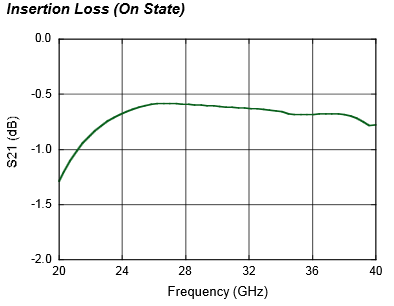 Insertion Loss (On State)
0.0
-0.5
-1.0
-1.5
-2.0
S21 (dB)
20 24 28 32 36 40
Frequency (GHz)